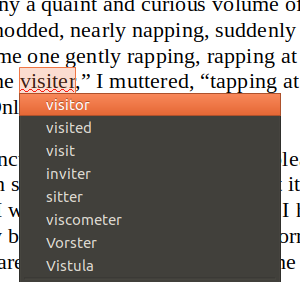 ny a quaint and curious volume of
nodded, nearly napping, suddenly
me one gently rapping, rapping at
he visiter,” I muttered, “tapping at
Onl
visitor
visited
visit
inviter
sitter
viscometer
Vorster
Vistula